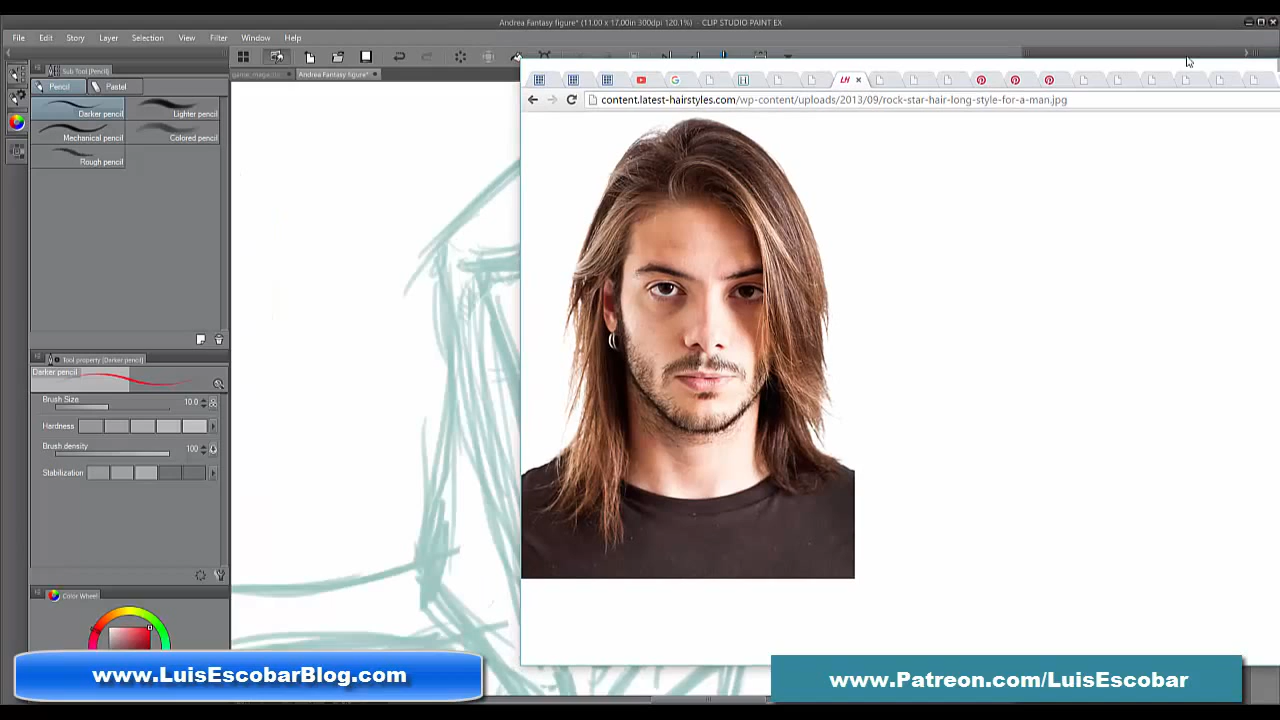 Andrea Fantasy figure* (11.00 x 17.00in 300dpi 120.1%) - CLIP STUDIO PAINT EX
File Edit Story Layer Selection View Filter Window Help
Sub Tool [Pencil]
Andrea Fantasy figure*
Pencil Pastel
LH
content.latest-hairstyles.com/wp-content/uploads/2013/09/rock-star-hair-long-style-for-a-man.jpg
Darker pencil Lighter pencil
Mechanical pencil Colored pencil
Rough pencil
Tool property [Darker pencil]
Darker pencil
Brush Size 10.0
Hardness
Brush density 100
Stabilization
Color Wheel
www.LuisEscobarBlog.com
www.Patreon.com/LuisEscobar